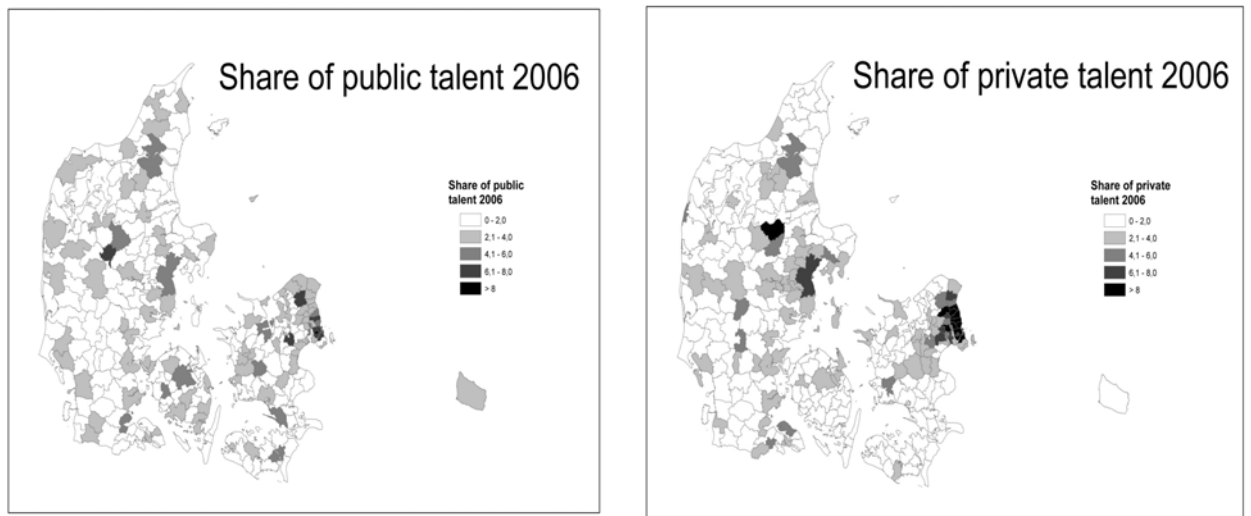 Share of public talent 2006
Share of public
talent 2006
0 - 2,0
2,1 - 4,0
4,1 - 6,0
6,1 - 8,0
> 8
Share of private talent 2006
Share of private
talent 2006
0 - 2,0
2,1 - 4,0
4,1 - 6,0
6,1 - 8,0
> 8